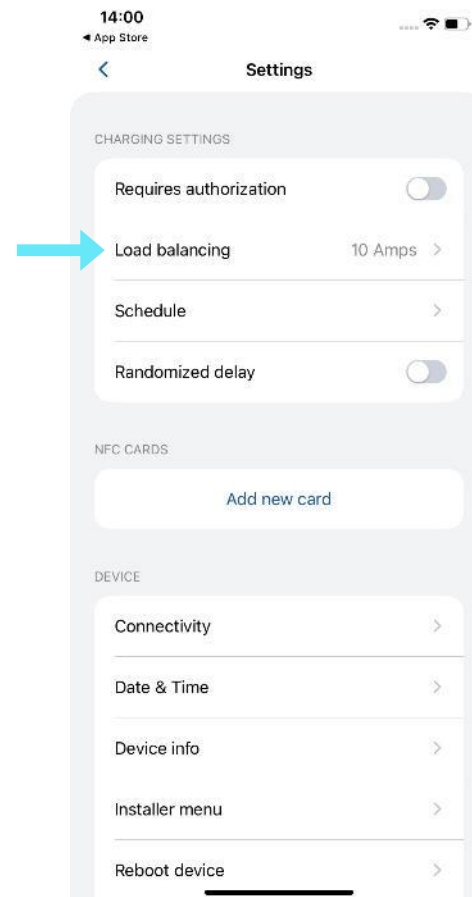 14:00
◀ App Store
Settings
CHARGING SETTINGS
Requires authorization
Load balancing 10 Amps
Schedule
Randomized delay
NFC CARDS
Add new card
DEVICE
Connectivity
Date & Time
Device info
Installer menu
Reboot device